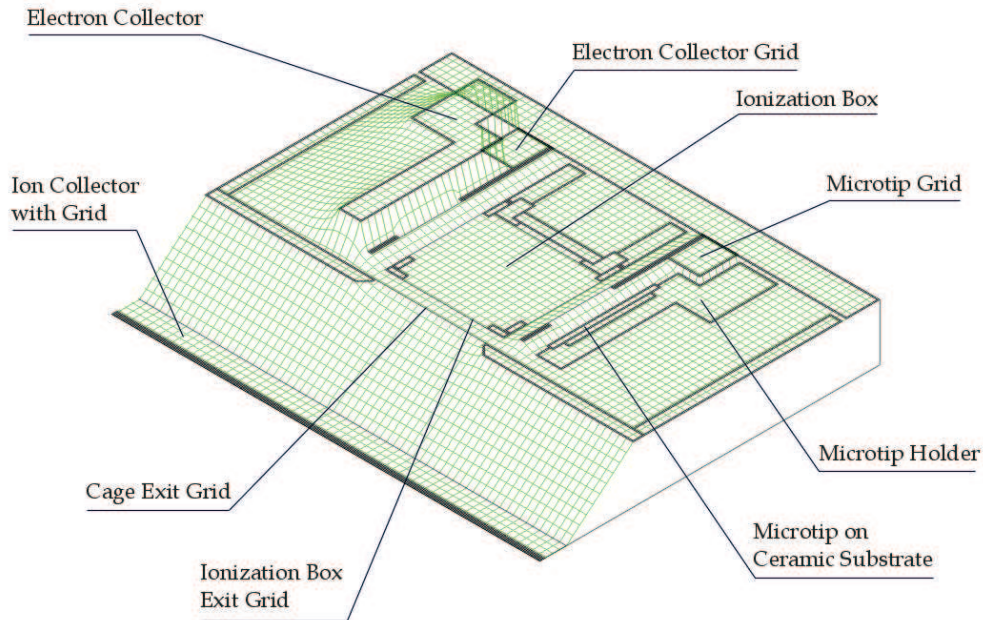 Electron Collector
Electron Collector Grid
Ionization Box
Ion Collector
with Grid
Microtip Grid
Microtip Holder
Cage Exit Grid
Microtip on
Ceramic Substrate
Ionization Box
Exit Grid